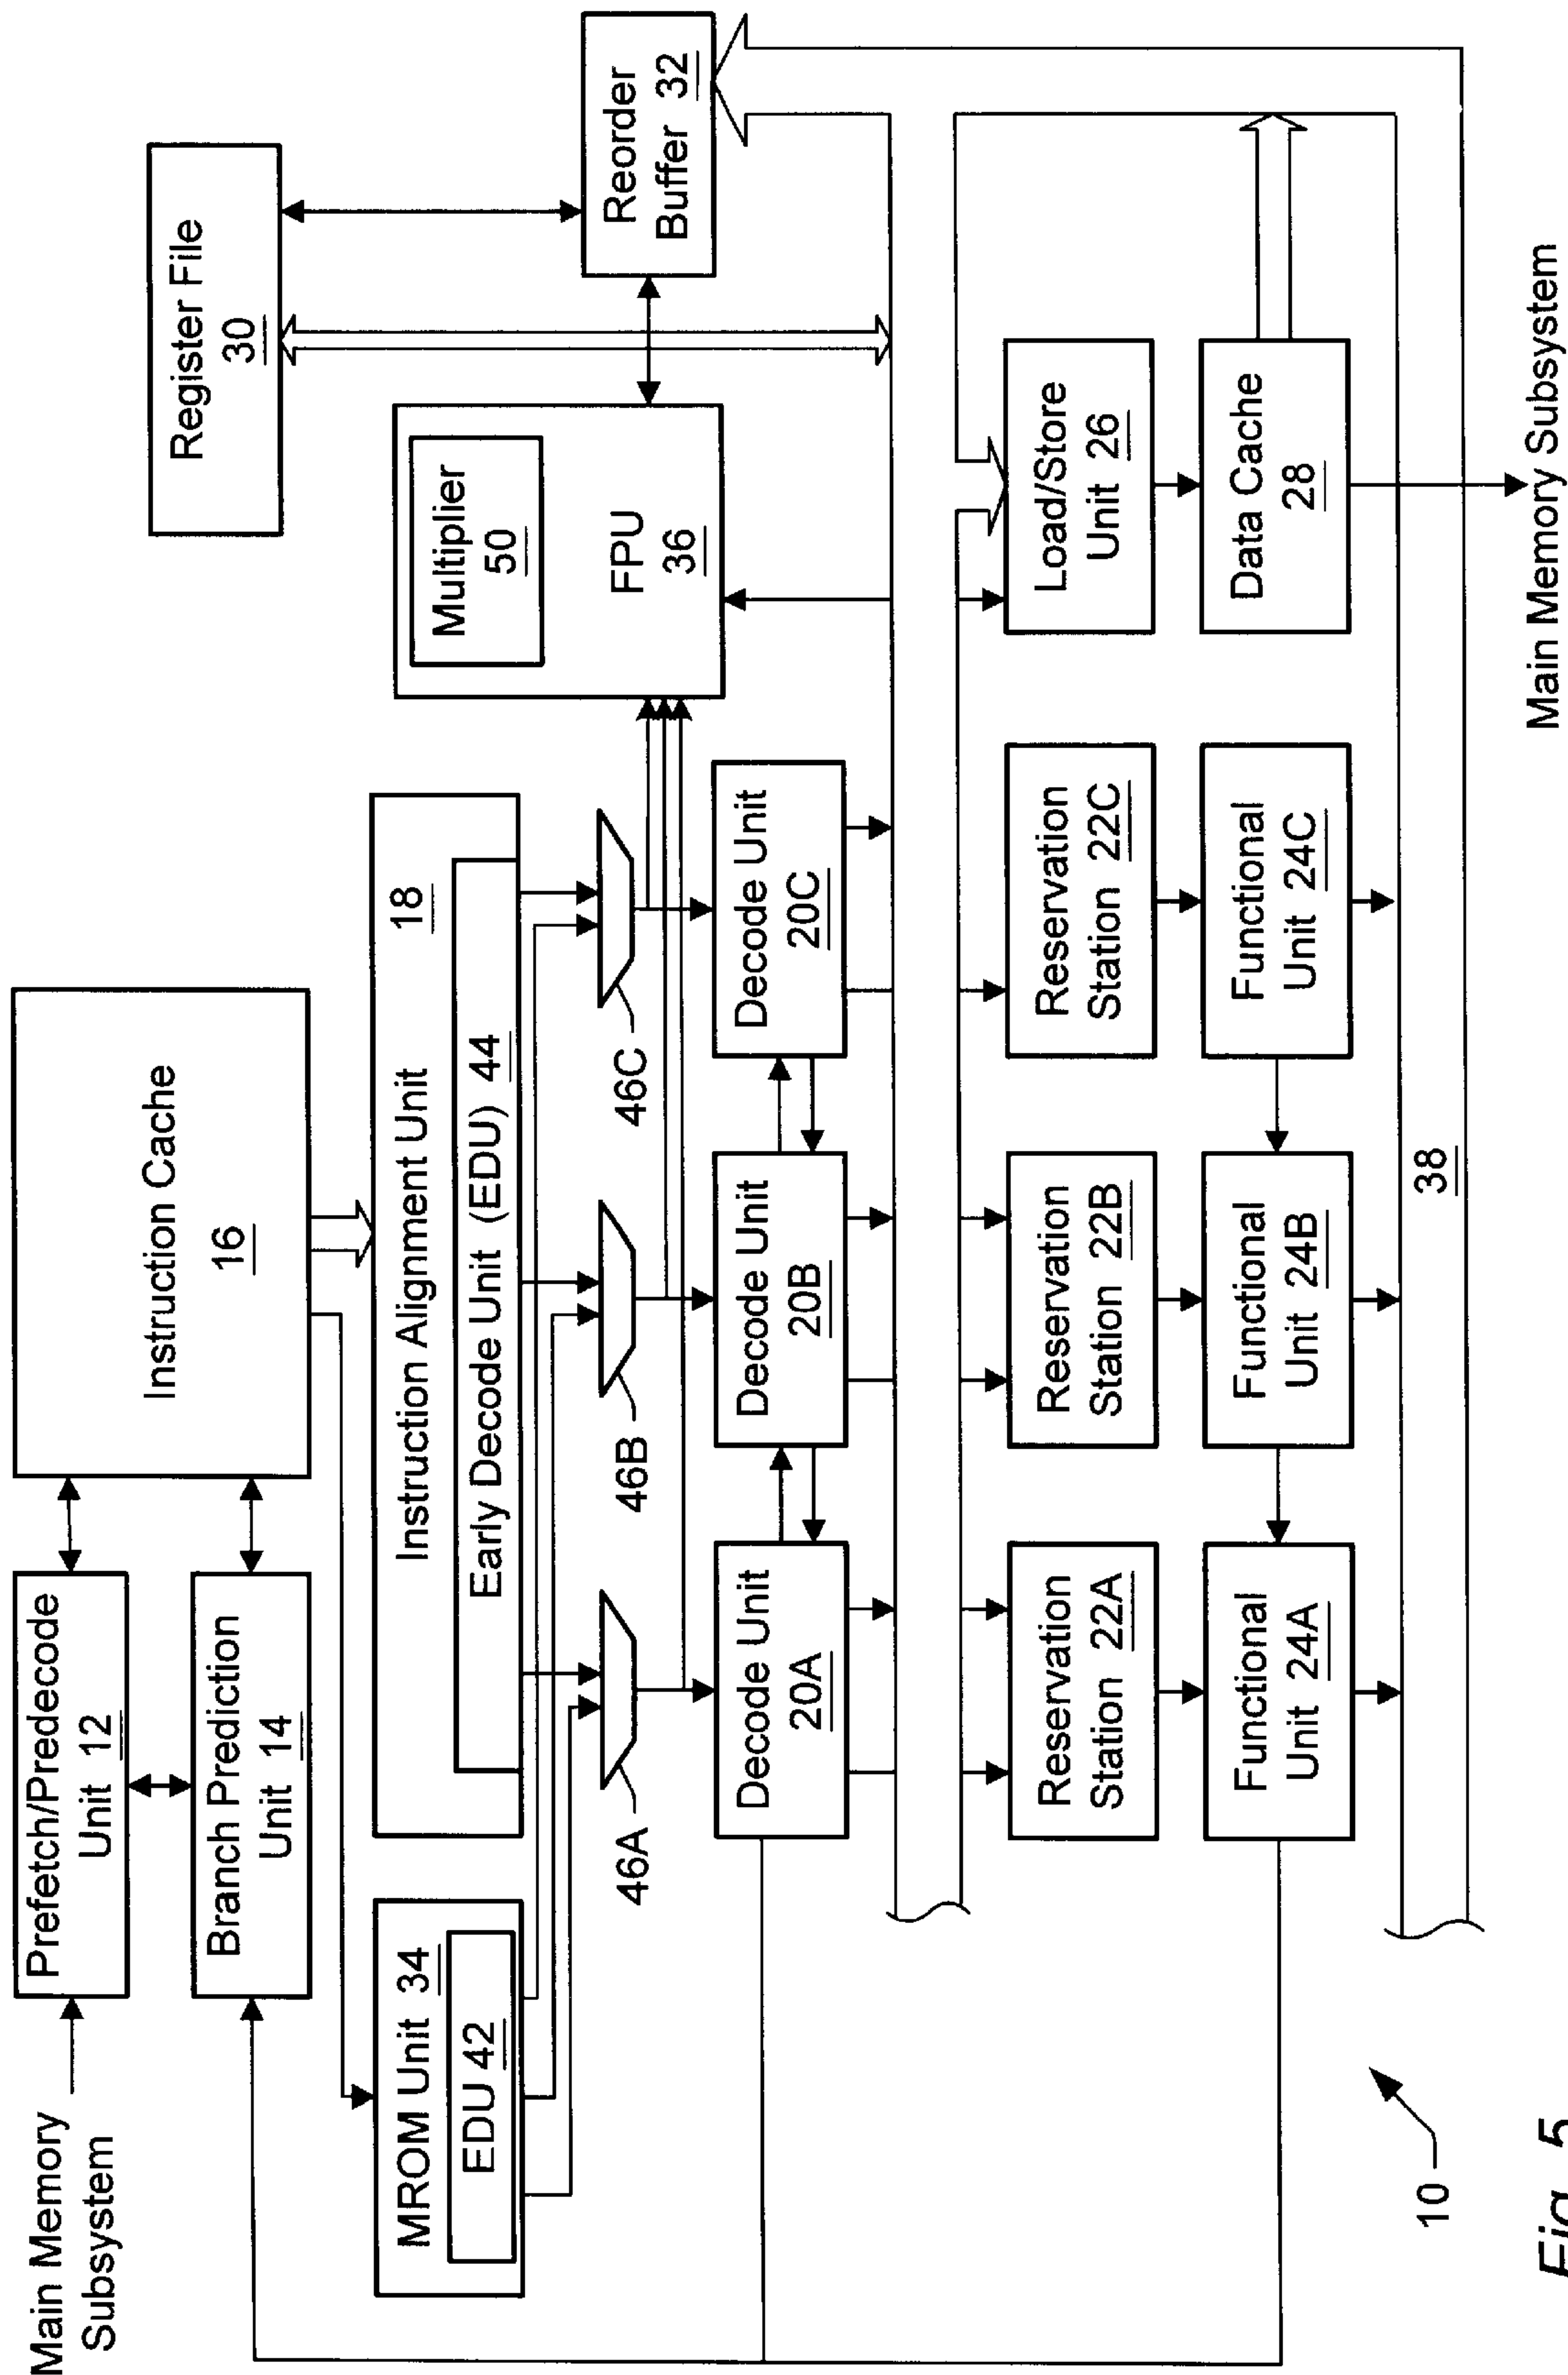 Main Memory
Subsystem
Prefetch/Predecode
Unit 12
Branch Prediction
Unit 14
Instruction Cache
16
Register File
30
MROM Unit 34
EDU 42
Instruction Alignment Unit
18
Early Decode Unit (EDU) 44
Multiplier
50
FPU
36
Reorder
Buffer 32
46A
46B
46C
Decode Unit
20A
Decode Unit
20B
Decode Unit
20C
Reservation
Station 22A
Reservation
Station 22B
Reservation
Station 22C
Load/Store
Unit 26
Functional
Unit 24A
Functional
Unit 24B
Functional
Unit 24C
Data Cache
28
38
Main Memory Subsystem
10
Fig. 5